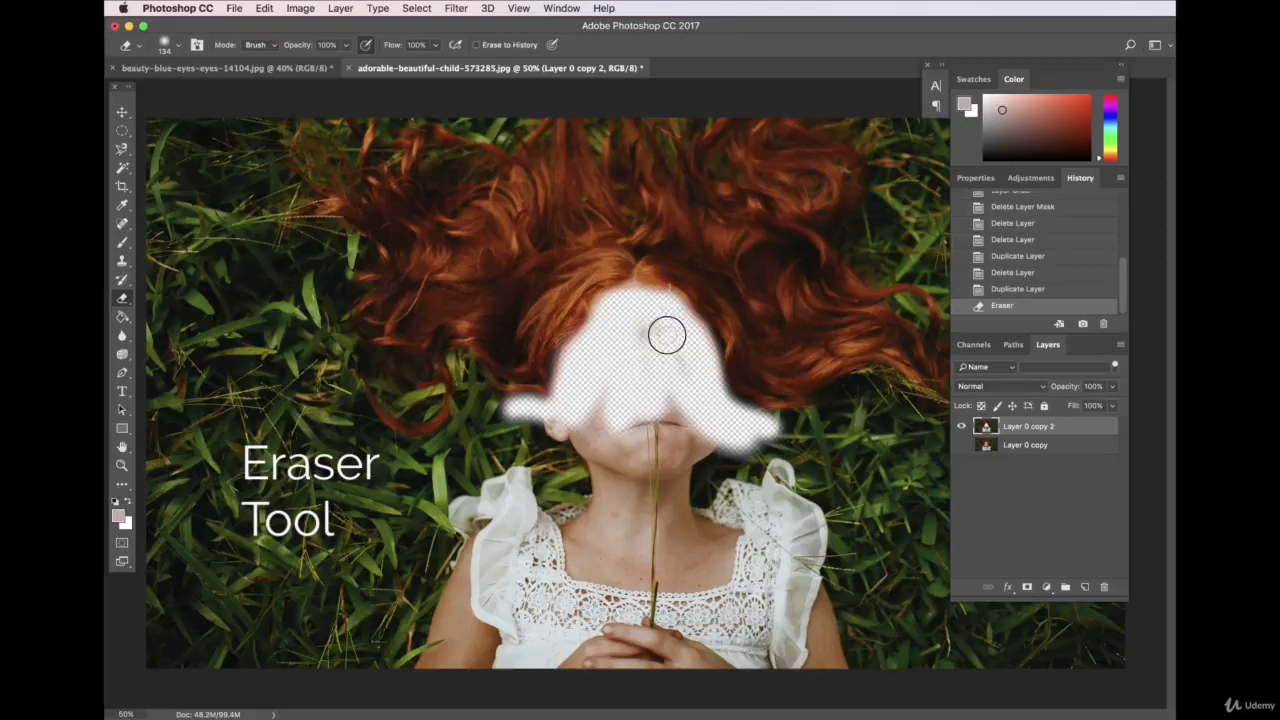 Photoshop CC File Edit Image Layer Type Select Filter 3D View Window Help
Adobe Photoshop CC 2017
134 Mode: Brush Opacity: 100% Flow: 100% Erase to History
beauty-blue-eyes-eyes-14104.jpg @ 40% (RGB/8) * adorable-beautiful-child-573285.jpg @ 50% (Layer 0 copy 2, RGB/8) *
Swatches Color
Properties Adjustments History
Delete Layer Mask
Delete Layer
Delete Layer
Duplicate Layer
Delete Layer
Duplicate Layer
Eraser
Channels Paths Layers
Name
Normal Opacity: 100%
Lock: Fill: 100%
Layer 0 copy 2
Layer 0 copy
Eraser
Tool
50% Doc: 48.2M/99.4M
Udemy